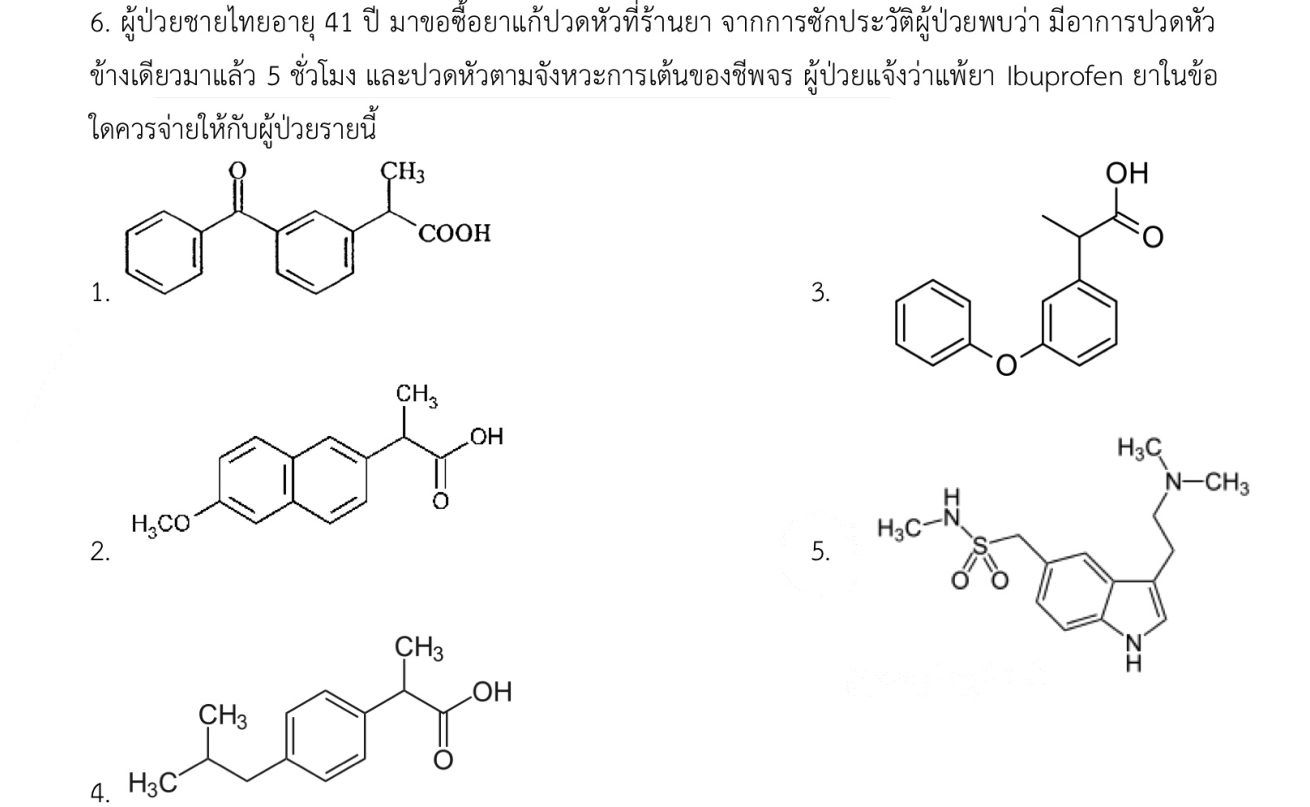 6. ผู้ป่วยชายไทยอายุ 41 ปี มาขอซื้อยาแก้ปวดหัวที่ร้านยา จากการซักประวัติผู้ป่วยพบว่า มีอาการปวดหัว
ข้างเดียวมาแล้ว 5 ชั่วโมง และปวดหัวตามจังหวะการเต้นของชีพจร ผู้ป่วยแจ้งว่าแพ้ยา Ibuprofen ยาในข้อ
ใดควรจ่ายให้กับผู้ป่วยรายนี้
O
CH3
COOH
1.
OH
O
O
3.
CH3
OH
O
H3CO
2.
H3C
N-CH3
H
N
H3C
S
O O
N
H
5.
CH3
OH
O
CH3
H3C
4.